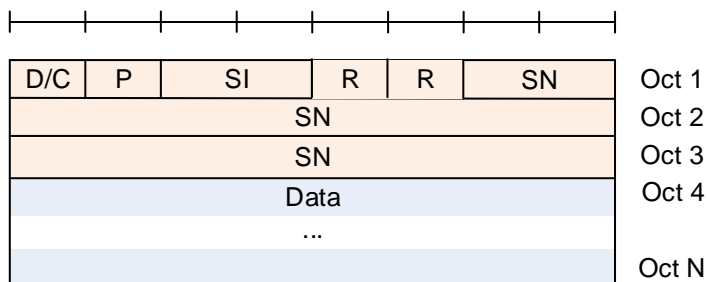 D/C P SI R R SN Oct 1
SN Oct 2
SN Oct 3
Data Oct 4
...
Oct N